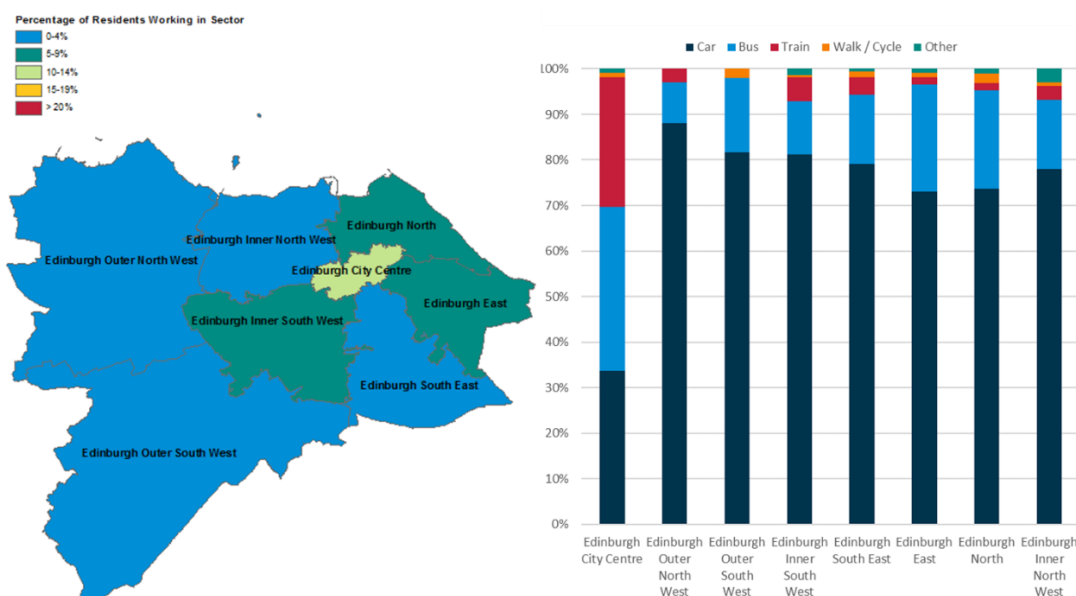 Percentage of Residents Working in Sector
0-4%
5-9%
10-14%
15-19%
> 20%
Edinburgh North
Edinburgh Inner North West
Edinburgh Outer North West
Edinburgh City Centre
Edinburgh East
Edinburgh Inner South West
Edinburgh South East
Edinburgh Outer South West
Car Bus Train Walk / Cycle Other
100%
90%
80%
70%
60%
50%
40%
30%
20%
10%
0%
Edinburgh
City Centre
Edinburgh
Outer
North
West
Edinburgh
Outer
South
West
Edinburgh
Inner
South
West
Edinburgh
South East
Edinburgh
East
Edinburgh
North
Edinburgh
Inner
North
West